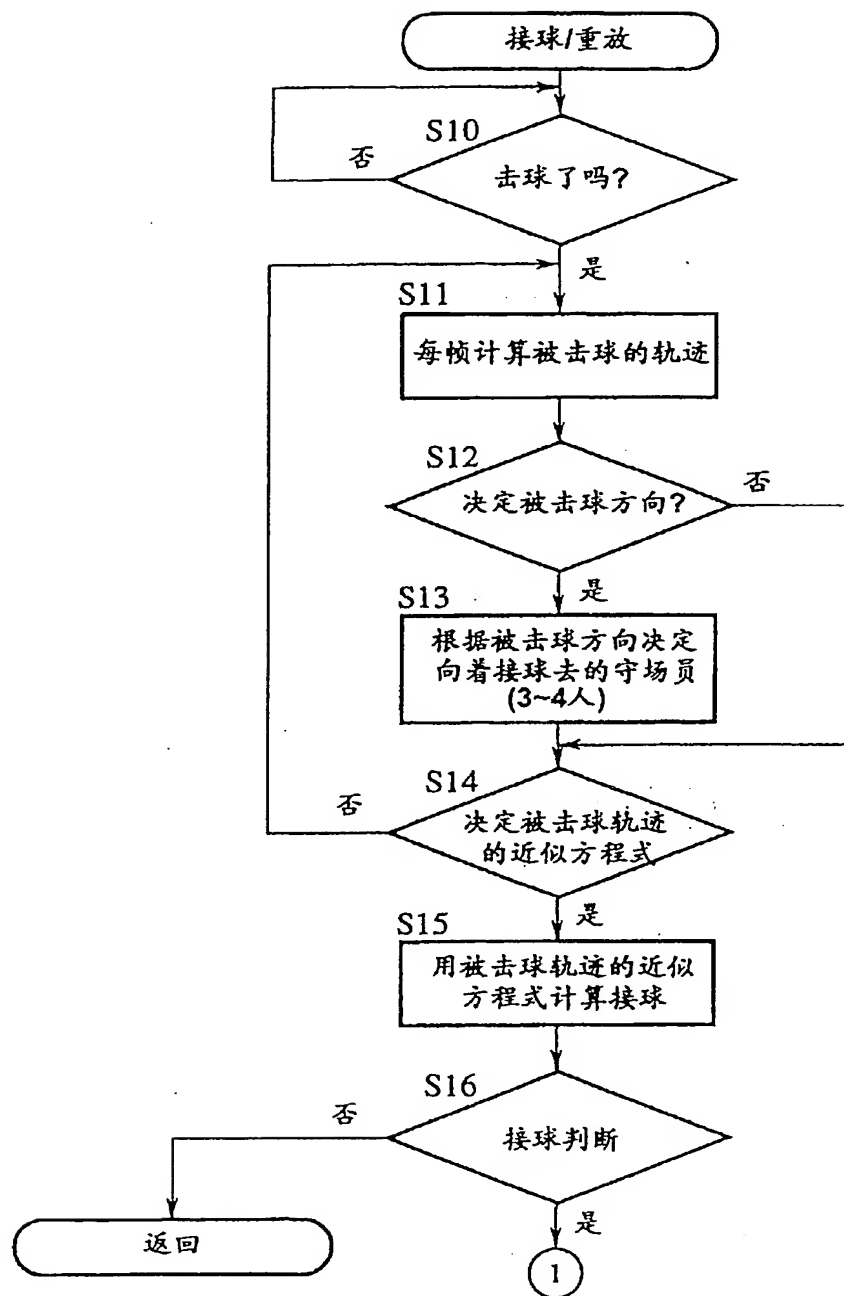 接球/重放
S10
否
击球了吗?
是
S11
每帧计算被击球的轨迹
S12
否
决定被击球方向?
是
S13
根据被击球方向决定
向着接球去的守场员
(3~4人)
S14
否
决定被击球轨迹
的近似方程式
是
S15
用被击球轨迹的近似
方程式计算接球
S16
否
接球判断
返回
是
1